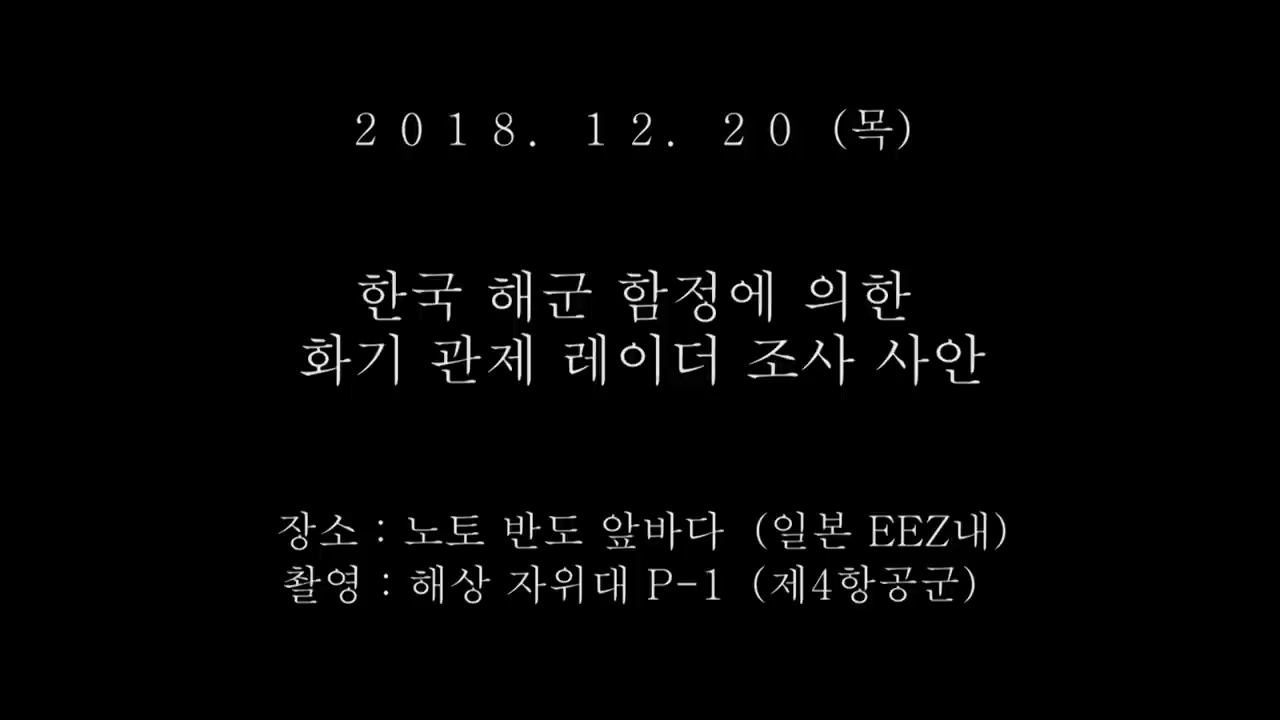 2018. 12. 20 (목)
한국 해군 함정에 의한
화기 관제 레이더 조사 사안
장소 : 노토 반도 앞바다 (일본 EEZ내)
촬영 : 해상 자위대 P-1 (제4항공군)